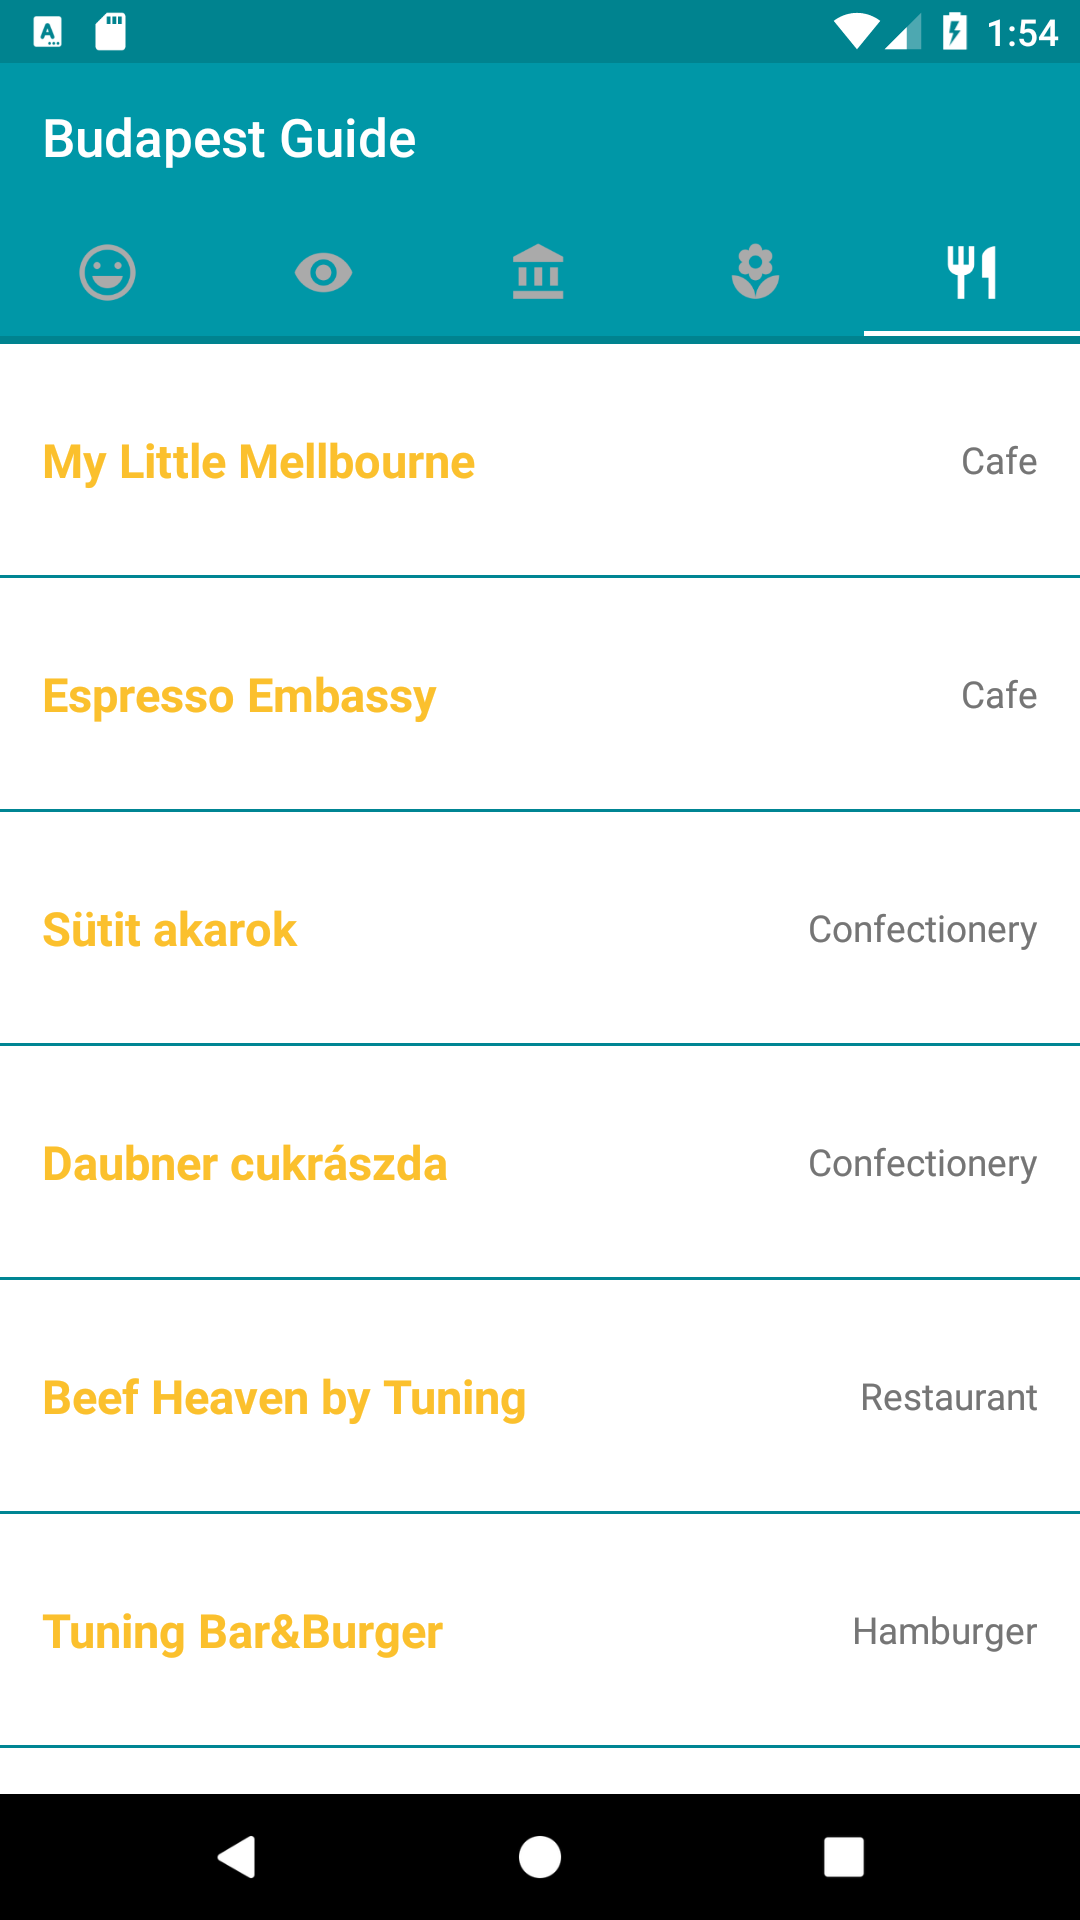 1:54
Budapest Guide
My Little Mellbourne Cafe
Espresso Embassy Cafe
Sütit akarok Confectionery
Daubner cukrászda Confectionery
Beef Heaven by Tuning Restaurant
Tuning Bar&Burger Hamburger